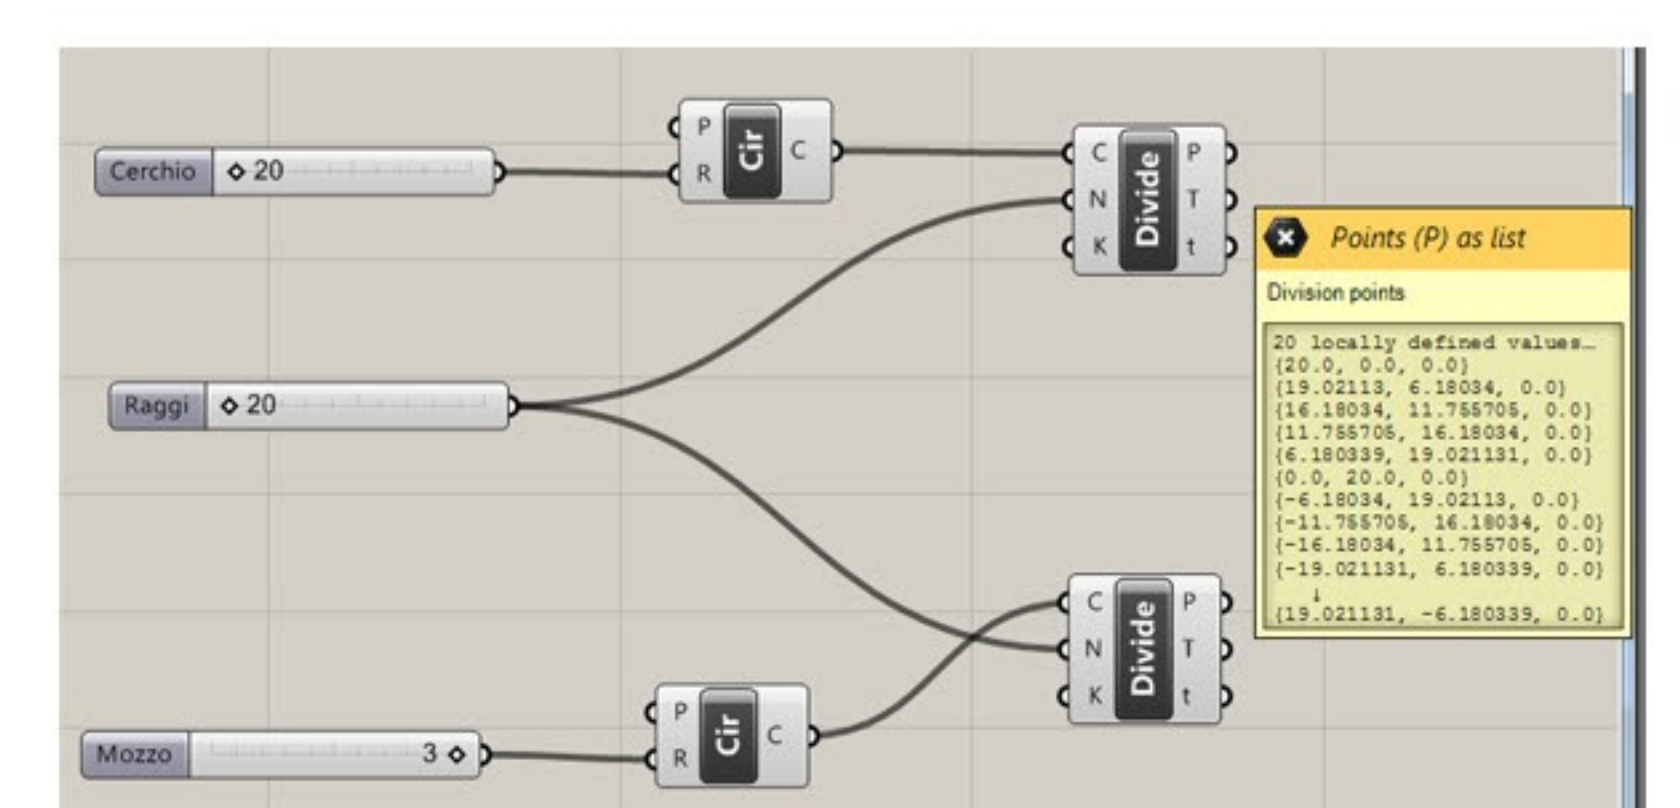 Cerchio 20
P
R
Cir
C
C
N
K
Divide
P
T
t
Points (P) as list
Division points
20 locally defined values…
{20.0, 0.0, 0.0}
{19.02113, 6.18034, 0.0}
{16.18034, 11.755705, 0.0}
{11.755705, 16.18034, 0.0}
{6.180339, 19.021131, 0.0}
{0.0, 20.0, 0.0}
{-6.18034, 19.02113, 0.0}
{-11.755705, 16.18034, 0.0}
{-16.18034, 11.755705, 0.0}
{-19.021131, 6.180339, 0.0}
↓
{19.021131, -6.180339, 0.0}
Raggi 20
C
N
K
Divide
P
T
t
Mozzo 3
P
R
Cir
C